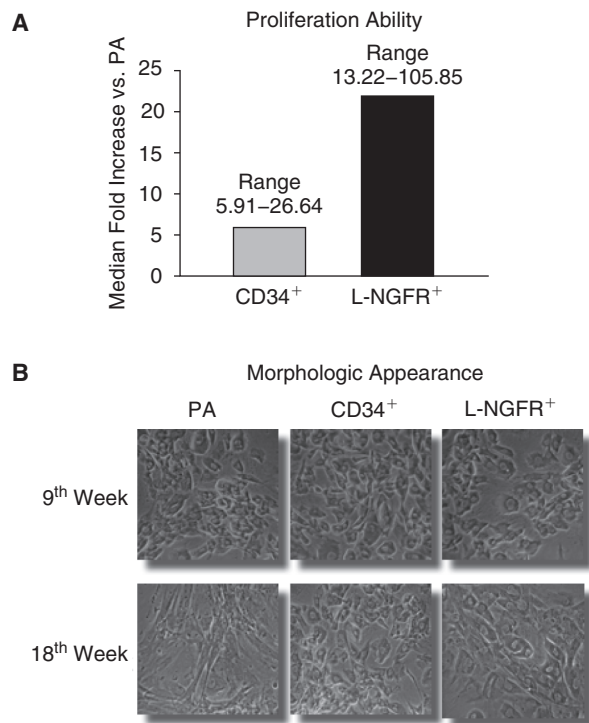 A
Proliferation Ability
Median Fold Increase vs. PA
25
20
15
10
5
0
Range
5.91–26.64
Range
13.22–105.85
CD34+
L-NGFR+
B
Morphologic Appearance
PA
CD34+
L-NGFR+
9th Week
18th Week